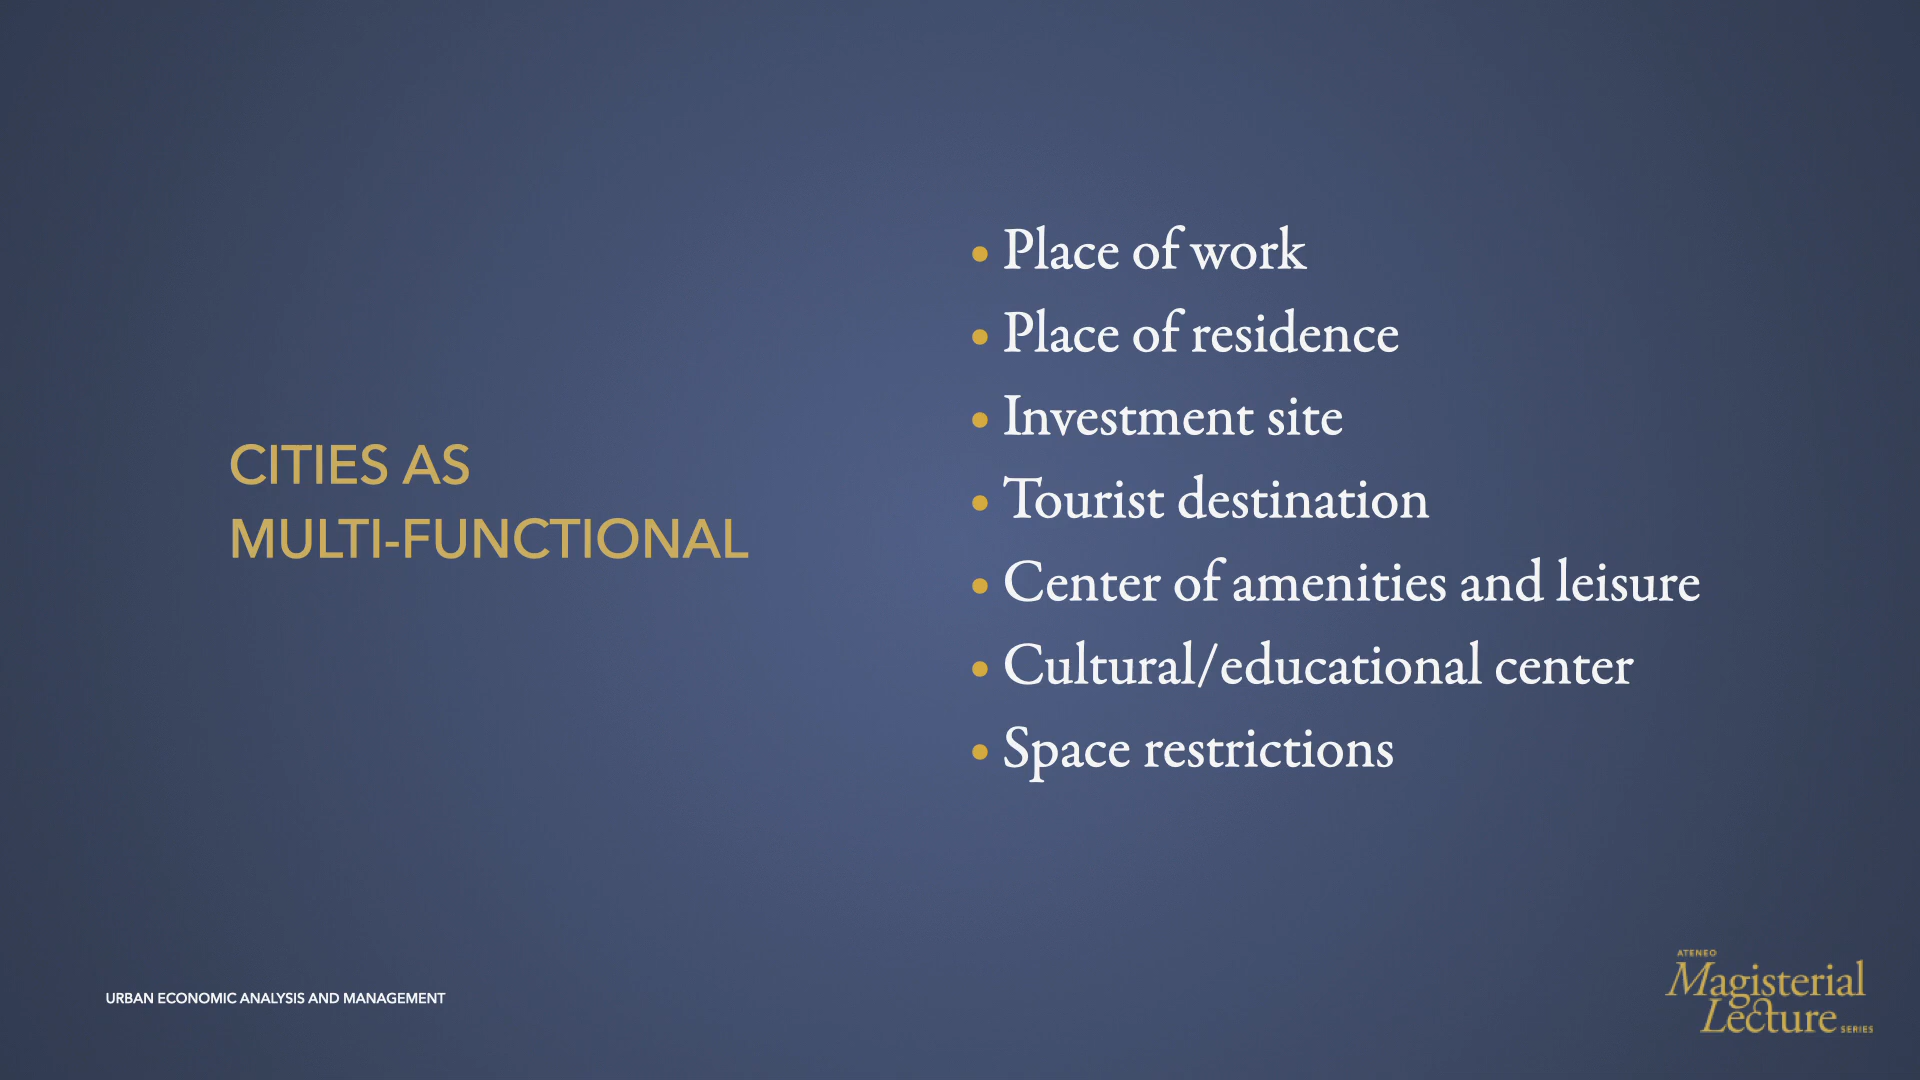 CITIES AS
MULTI-FUNCTIONAL
• Place of work
• Place of residence
• Investment site
• Tourist destination
• Center of amenities and leisure
• Cultural/educational center
• Space restrictions
URBAN ECONOMIC ANALYSIS AND MANAGEMENT
ATENEO
Magisterial
Lecture SERIES